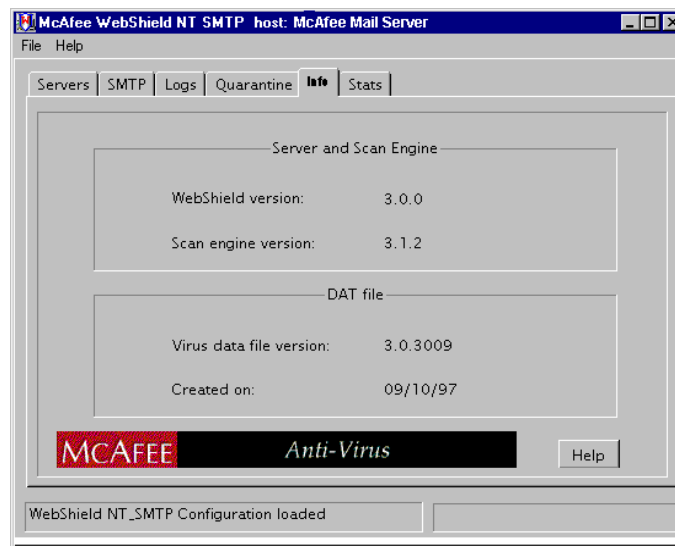 McAfee WebShield NT SMTP host: McAfee Mail Server
File Help
Servers SMTP Logs Quarantine Info Stats
Server and Scan Engine
WebShield version: 3.0.0
Scan engine version: 3.1.2
DAT file
Virus data file version: 3.0.3009
Created on: 09/10/97
MCAFEE Anti-Virus Help
WebShield NT_SMTP Configuration loaded